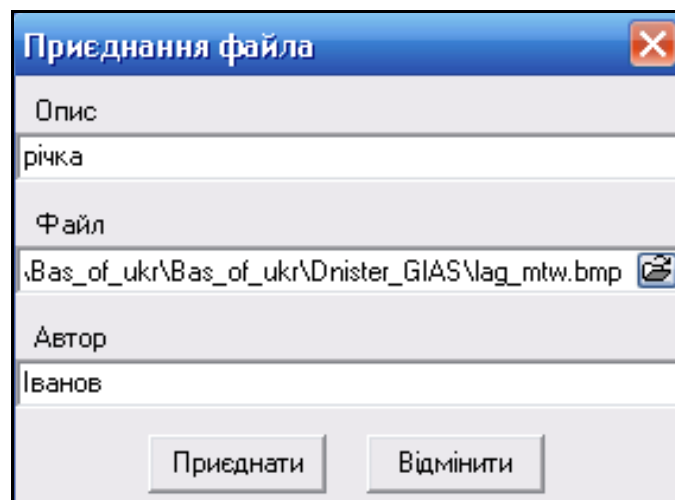 Приєднання файла
Опис
річка
Файл
\Bas_of_ukr\Bas_of_ukr\Dnister_GIAS\lag_mtw.bmp
Автор
Іванов
Приєднати Відмінити